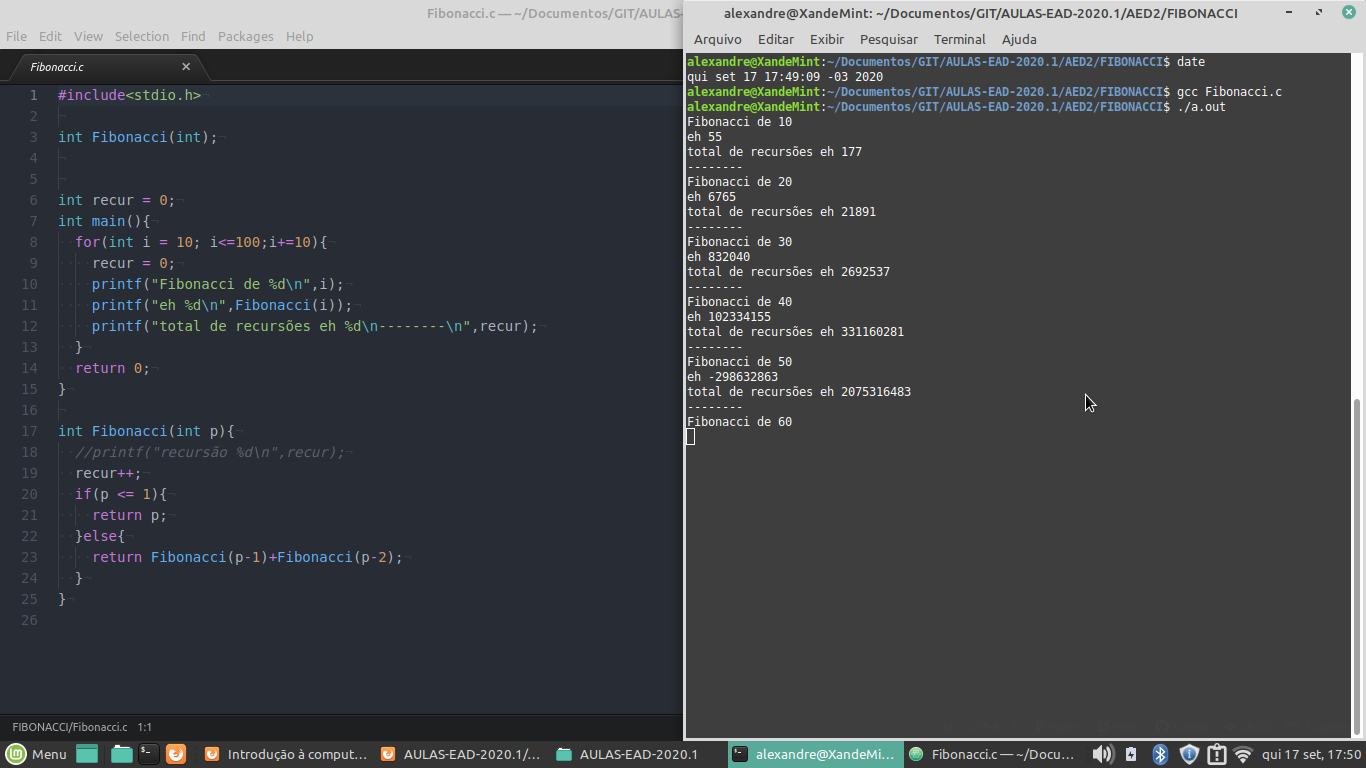 Fibonacci.c — ~/Documentos/GIT/AULAS-
File Edit View Selection Find Packages Help
Fibonacci.c
1 #include<stdio.h>
2
3 int Fibonacci(int);
4
5
6 int recur = 0;
7 int main(){
8 for(int i = 10; i<=100;i+=10){
9 recur = 0;
10 printf("Fibonacci de %d\n",i);
11 printf("eh %d\n",Fibonacci(i));
12 printf("total de recursões eh %d\n--------\n",recur);
13 }
14 return 0;
15 }
16
17 int Fibonacci(int p){
18 //printf("recursão %d\n",recur);
19 recur++;
20 if(p <= 1){
21 return p;
22 }else{
23 return Fibonacci(p-1)+Fibonacci(p-2);
24 }
25 }
26
FIBONACCI/Fibonacci.c 1:1
alexandre@XandeMint: ~/Documentos/GIT/AULAS-EAD-2020.1/AED2/FIBONACCI
Arquivo Editar Exibir Pesquisar Terminal Ajuda
alexandre@XandeMint:~/Documentos/GIT/AULAS-EAD-2020.1/AED2/FIBONACCI$ date
qui set 17 17:49:09 -03 2020
alexandre@XandeMint:~/Documentos/GIT/AULAS-EAD-2020.1/AED2/FIBONACCI$ gcc Fibonacci.c
alexandre@XandeMint:~/Documentos/GIT/AULAS-EAD-2020.1/AED2/FIBONACCI$ ./a.out
Fibonacci de 10
eh 55
total de recursões eh 177
--------
Fibonacci de 20
eh 6765
total de recursões eh 21891
--------
Fibonacci de 30
eh 832040
total de recursões eh 2692537
--------
Fibonacci de 40
eh 102334155
total de recursões eh 331160281
--------
Fibonacci de 50
eh -298632863
total de recursões eh 2075316483
--------
Fibonacci de 60
Menu Introdução à comput... AULAS-EAD-2020.1/... AULAS-EAD-2020.1 alexandre@XandeMi... Fibonacci.c — ~/Docu... qui 17 set, 17:50